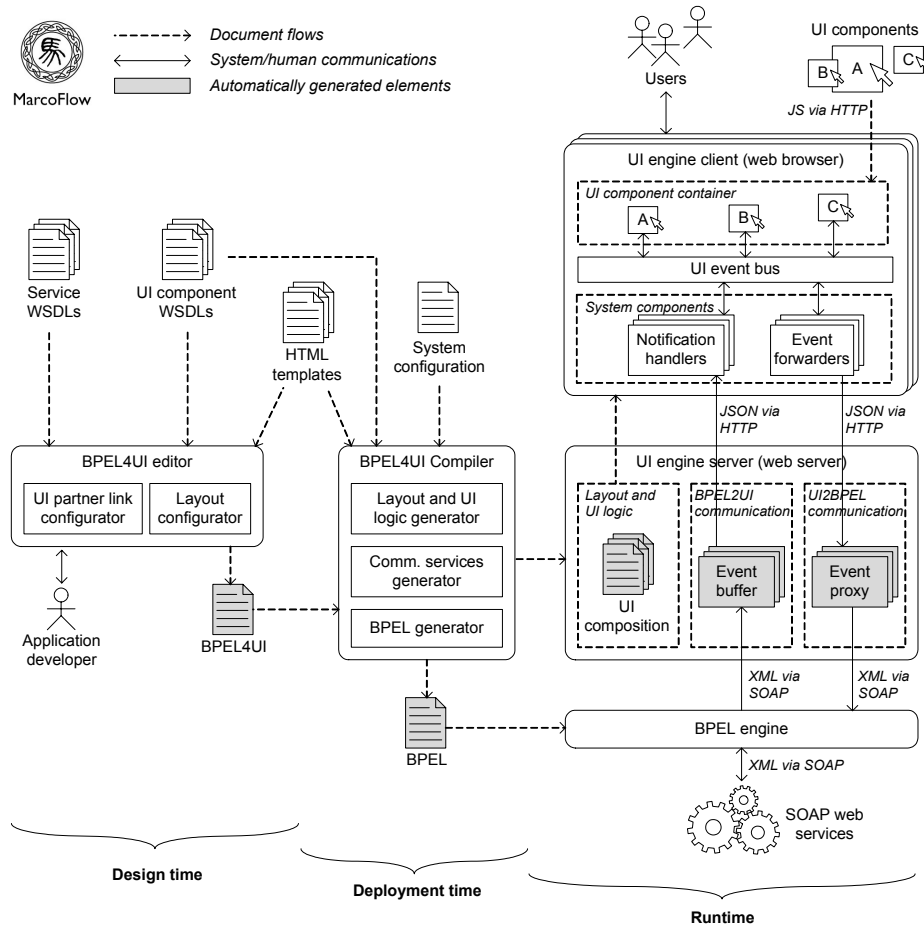 MarcoFlow
Document flows
System/human communications
Automatically generated elements
Users
UI components
B
A
C
JS via HTTP
UI engine client (web browser)
UI component container
A
B
C
UI event bus
System components
Notification
handlers
Event
forwarders
Service
WSDLs
UI component
WSDLs
HTML
templates
System
configuration
JSON via
HTTP
JSON via
HTTP
BPEL4UI editor
UI partner link
configurator
Layout
configurator
BPEL4UI Compiler
Layout and UI
logic generator
Comm. services
generator
BPEL generator
UI engine server (web server)
Layout and
UI logic
UI
composition
BPEL2UI
communication
Event
buffer
UI2BPEL
communication
Event
proxy
Application
developer
BPEL4UI
XML via
SOAP
XML via
SOAP
BPEL
BPEL engine
XML via SOAP
SOAP web
services
Design time
Deployment time
Runtime